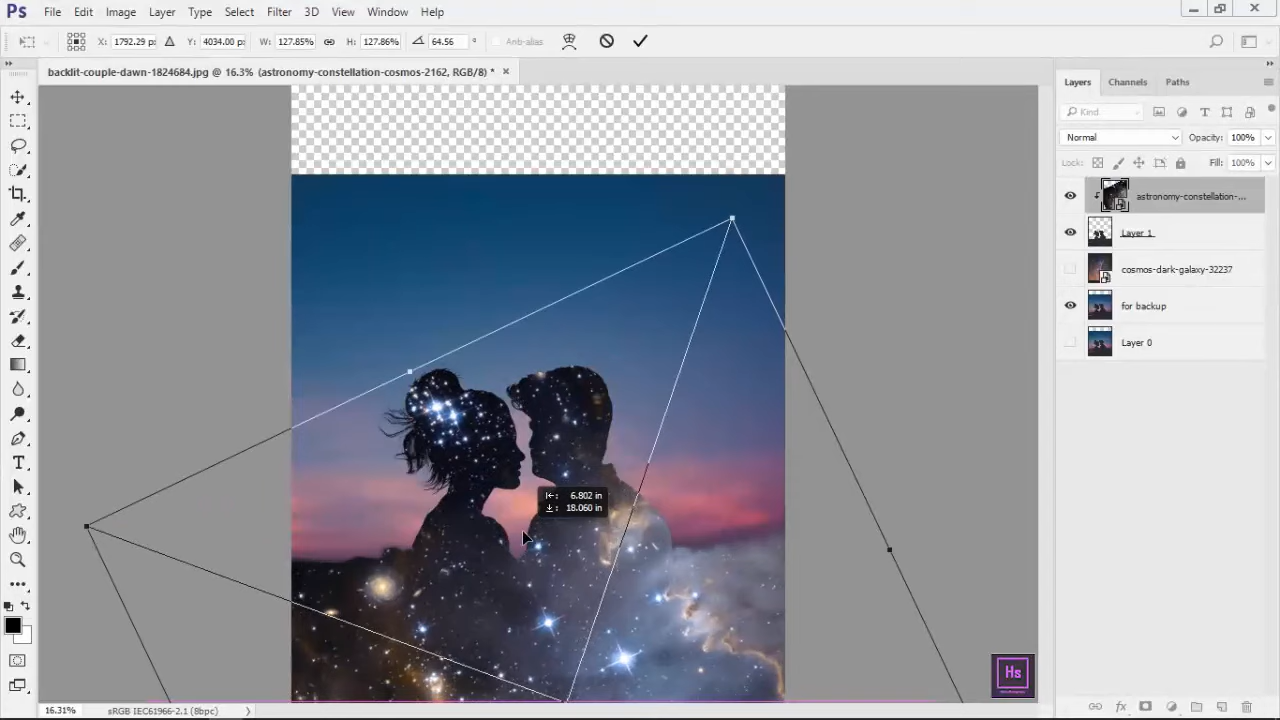 Ps File Edit Image Layer Type Select Filter 3D View Window Help
X: 1792.29 p Y: 4034.00 p W: 127.85% H: 127.86% 64.56 ° Anti-alias
backlit-couple-dawn-1824684.jpg @ 16.3% (astronomy-constellation-cosmos-2162, RGB/8) *
Layers Channels Paths
Kind
Normal Opacity: 100%
Lock: Fill: 100%
astronomy-constellation-...
Layer 1
cosmos-dark-galaxy-32237
for backup
Layer 0
6.802 in
18.060 in
Hs
16.31% sRGB IEC61966-2.1 (8bpc)